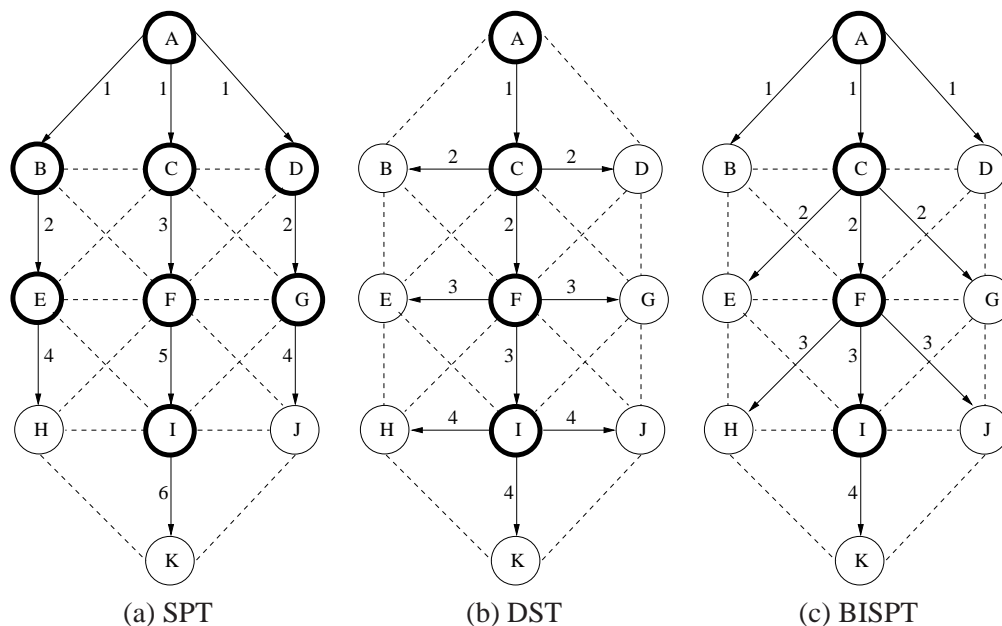 A A A
1 1 1 1 1 1 1
B C D B 2 C 2 D B C D
2 3 2 2 2 2 2
E F G E 3 F 3 G E F G
4 5 4 3 3 3 3
H I J H 4 I 4 J H I J
6 4 4
K K K
(a) SPT (b) DST (c) BISPT